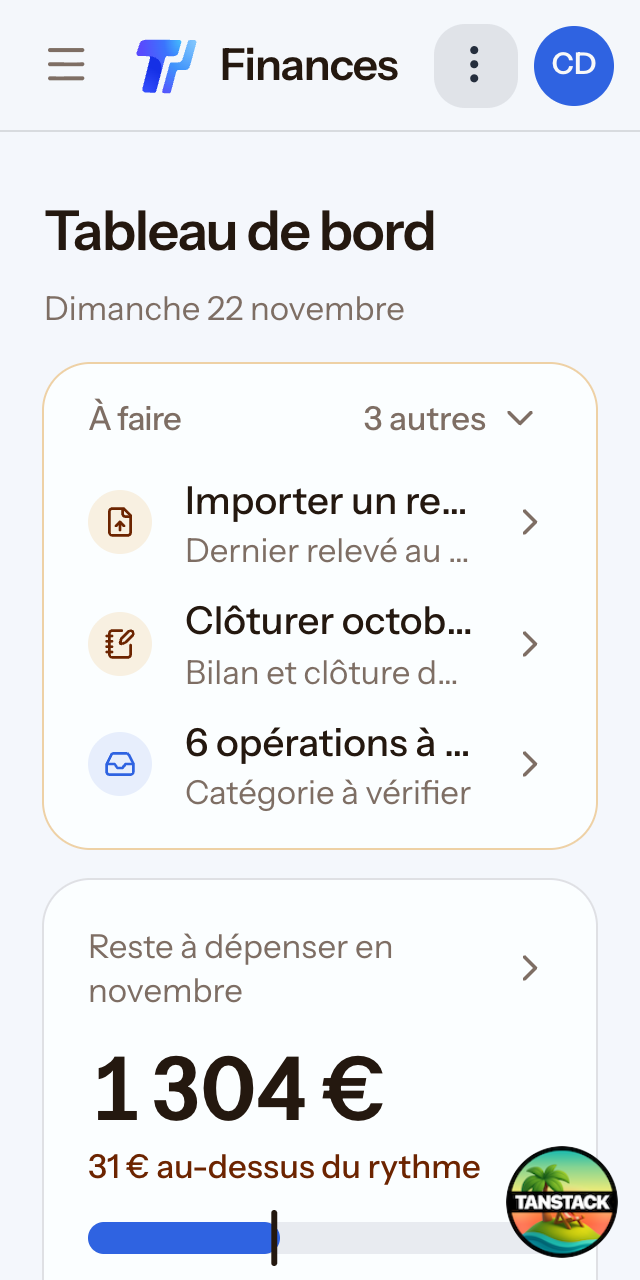 Finances
CD
Tableau de bord
Dimanche 22 novembre
À faire
3 autres
Importer un re...
Dernier relevé au ...
Clôturer octob...
Bilan et clôture d...
6 opérations à ...
Catégorie à vérifier
Reste à dépenser en
novembre
1 304 €
31 € au-dessus du rythme
TANSTACK